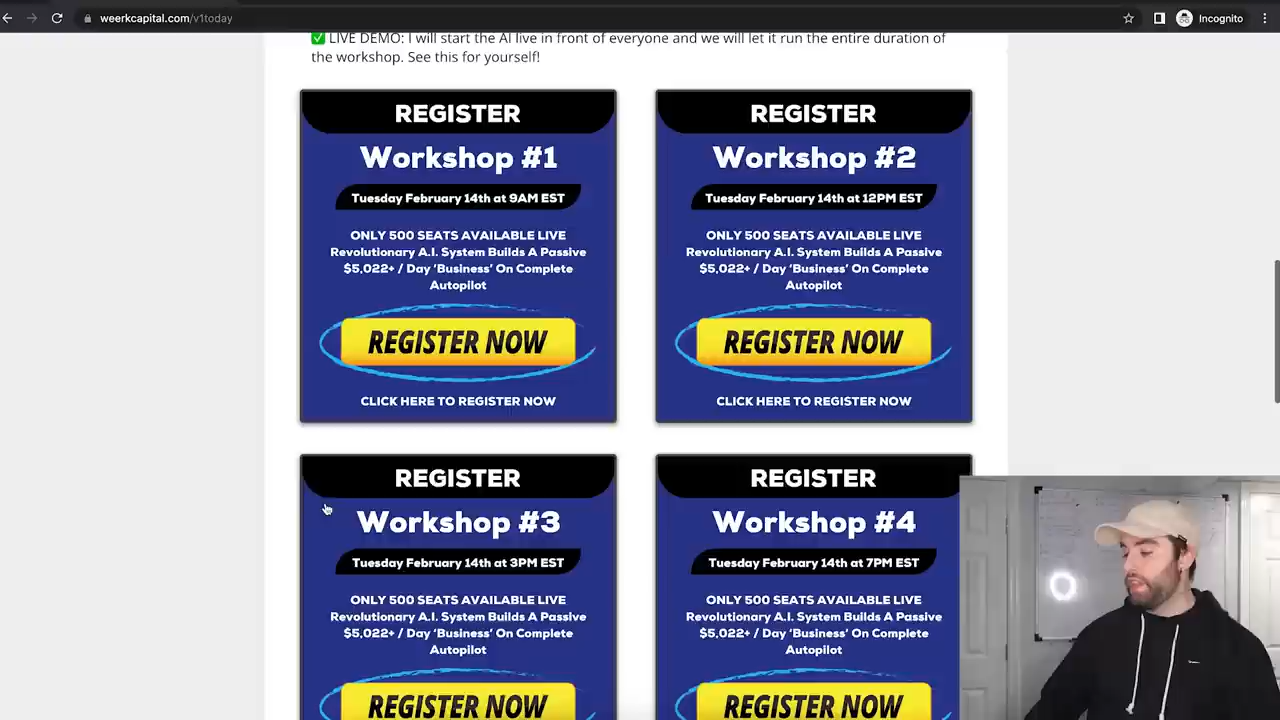 weerkcapital.com/v1today
Incognito
✅ LIVE DEMO: I will start the AI live in front of everyone and we will let it run the entire duration of
the workshop. See this for yourself!
REGISTER
Workshop #1
Tuesday February 14th at 9AM EST
ONLY 500 SEATS AVAILABLE LIVE
Revolutionary A.I. System Builds A Passive
$5,022+ / Day ‘Business’ On Complete
Autopilot
REGISTER NOW
CLICK HERE TO REGISTER NOW
REGISTER
Workshop #2
Tuesday February 14th at 12PM EST
ONLY 500 SEATS AVAILABLE LIVE
Revolutionary A.I. System Builds A Passive
$5,022+ / Day ‘Business’ On Complete
Autopilot
REGISTER NOW
CLICK HERE TO REGISTER NOW
REGISTER
Workshop #3
Tuesday February 14th at 3PM EST
ONLY 500 SEATS AVAILABLE LIVE
Revolutionary A.I. System Builds A Passive
$5,022+ / Day ‘Business’ On Complete
Autopilot
REGISTER NOW
REGISTER
Workshop #4
Tuesday February 14th at 7PM EST
ONLY 500 SEATS AVAILABLE LIVE
Revolutionary A.I. System Builds A Passive
$5,022+ / Day ‘Business’ On Complete
Autopilot
REGISTER NOW